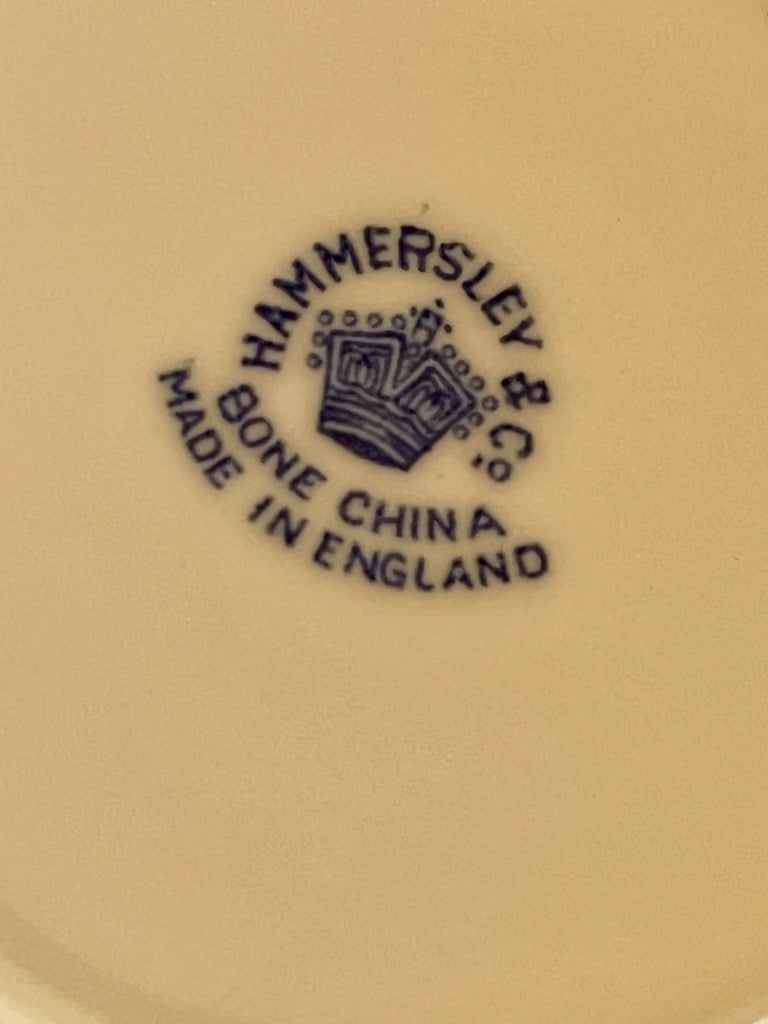 HAMMERSLEY & Co.
BONE CHINA
MADE IN ENGLAND